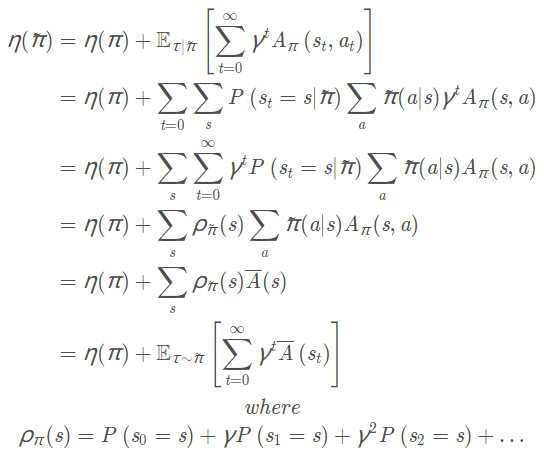 η(π̃) = η(π) + 𝔼_{τ|π̃} [ ∑_{t=0}^{∞} γ^t A_π (s_t, a_t) ]
= η(π) + ∑_{t=0} ∑_s P (s_t = s|π̃) ∑_a π̃(a|s)γ^t A_π(s, a)
= η(π) + ∑_s ∑_{t=0}^{∞} γ^t P (s_t = s|π̃) ∑_a π̃(a|s)A_π(s, a)
= η(π) + ∑_s ρ_π̃(s) ∑_a π̃(a|s)A_π(s, a)
= η(π) + ∑_s ρ_π̃(s)A̅(s)
= η(π) + 𝔼_{τ∼π̃} [ ∑_{t=0}^{∞} γ^t A̅ (s_t) ]
where
ρ_π(s) = P (s_0 = s) + γP (s_1 = s) + γ^2 P (s_2 = s) + …